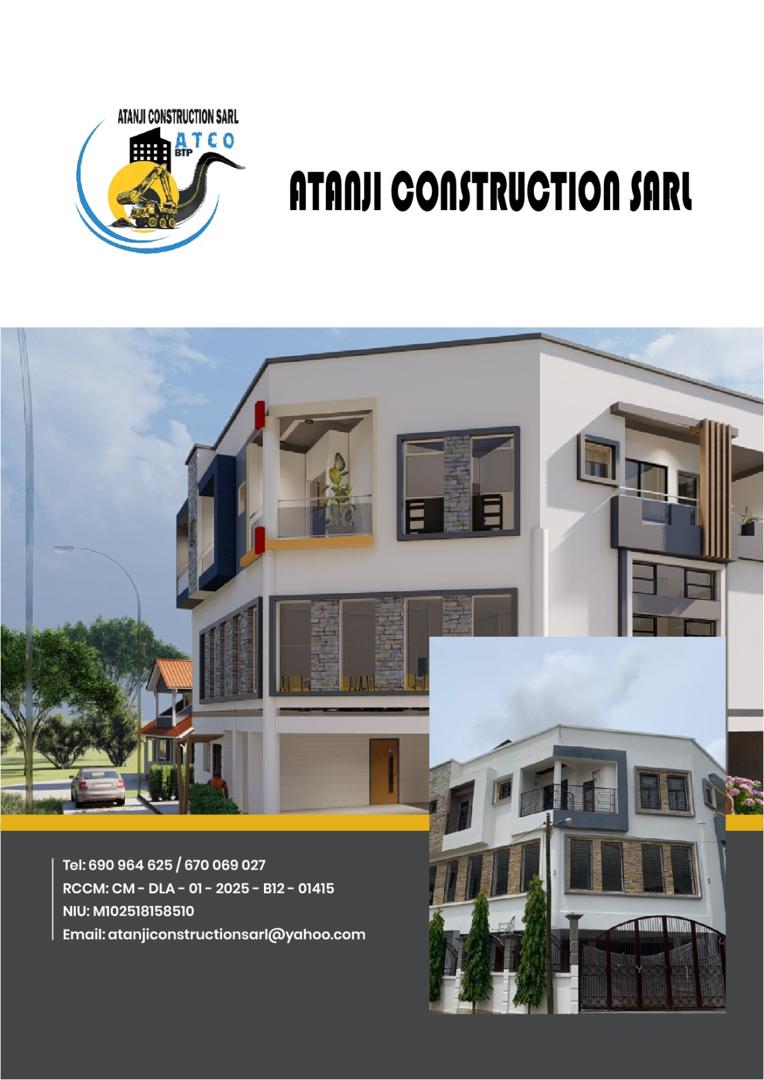 ATANJI CONSTRUCTION SARL
ATCO
BTP
ATANJI CONSTRUCTION SARL
Tel: 690 964 625 / 670 069 027
RCCM: CM - DLA - 01 - 2025 - B12 - 01415
NIU: M102518158510
Email: atanjiconstructionsarl@yahoo.com